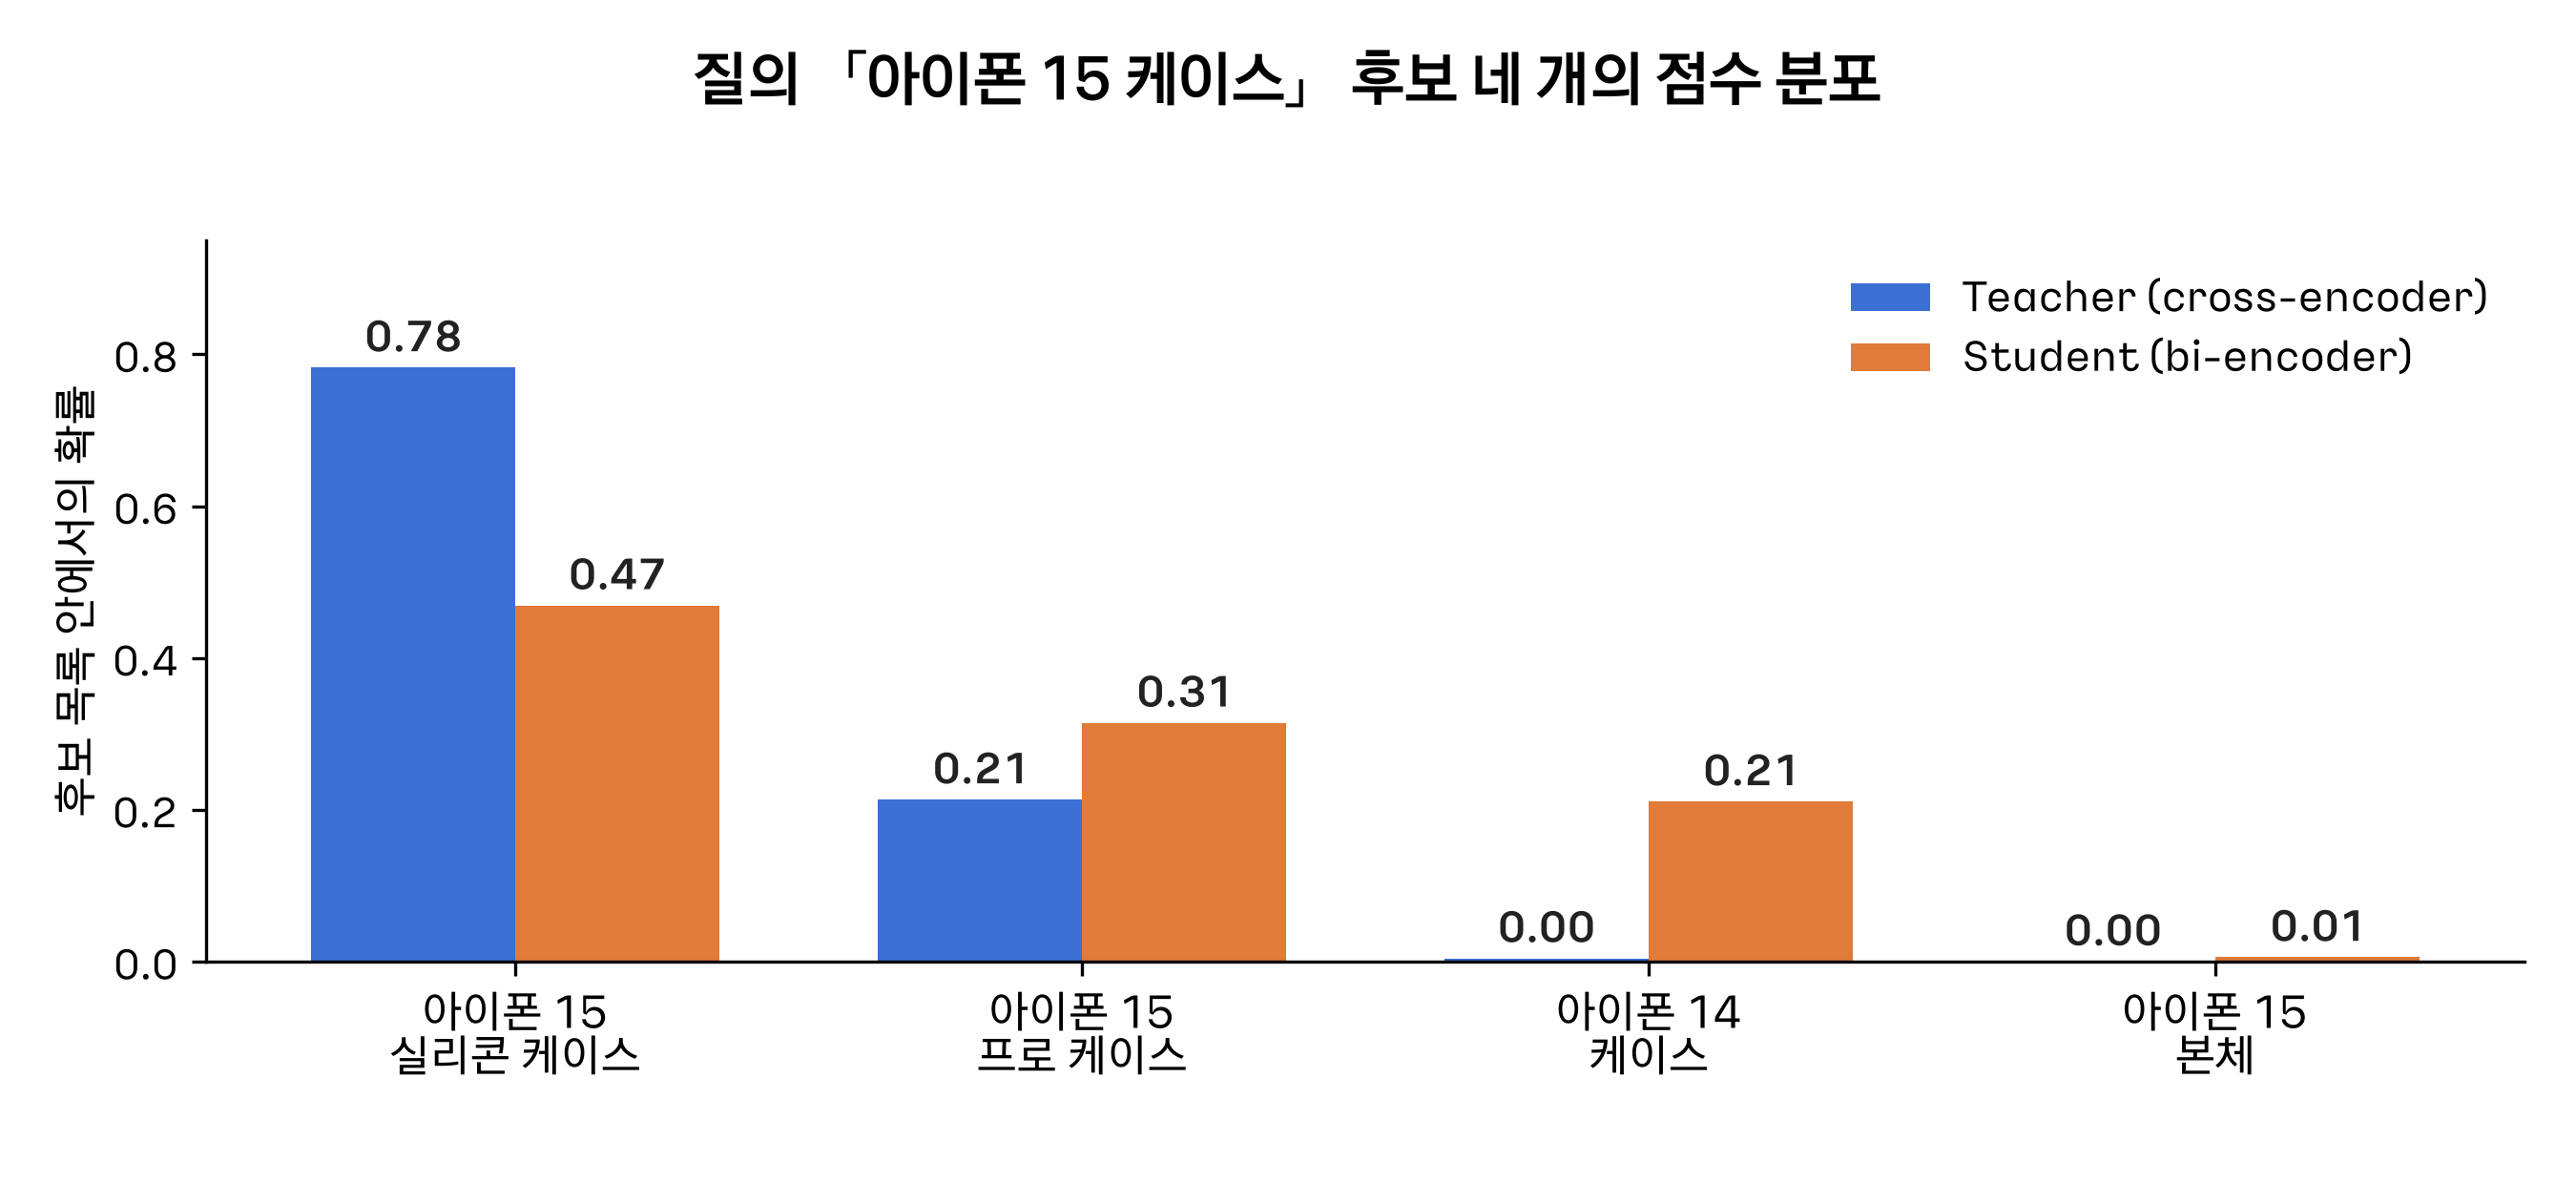 질의 「아이폰 15 케이스」 후보 네 개의 점수 분포
후보 목록 안에서의 확률
0.8
0.6
0.4
0.2
0.0
Teacher (cross-encoder)
Student (bi-encoder)
0.78
0.47
0.21
0.31
0.00
0.21
0.00
0.01
아이폰 15
실리콘 케이스
아이폰 15
프로 케이스
아이폰 14
케이스
아이폰 15
본체